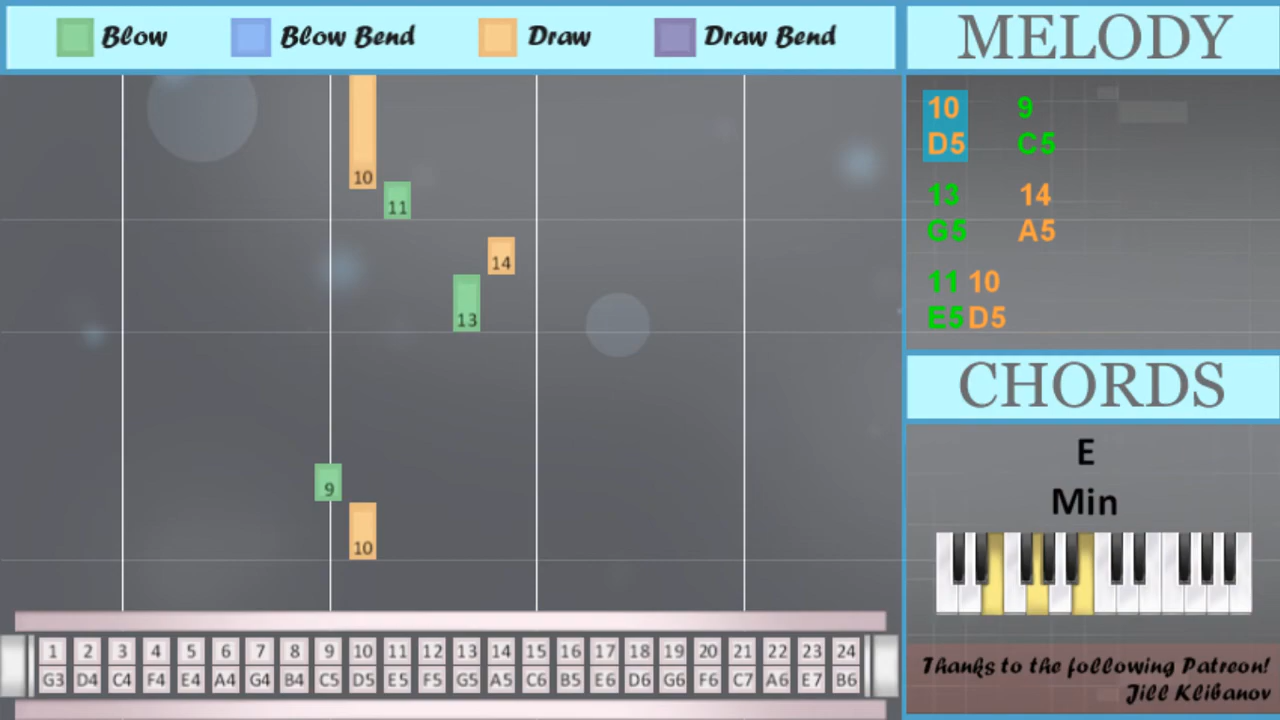 Blow Blow Bend Draw Draw Bend
MELODY
10 9
D5 C5
13 14
G5 A5
11 10
E5 D5
10
11
14
13
9
10
CHORDS
E
Min
1 2 3 4 5 6 7 8 9 10 11 12 13 14 15 16 17 18 19 20 21 22 23 24
G3 D4 C4 F4 E4 A4 G4 B4 C5 D5 E5 F5 G5 A5 C6 B5 E6 D6 G6 F6 C7 A6 E7 B6
Thanks to the following Patreon!
Jill Klibanov